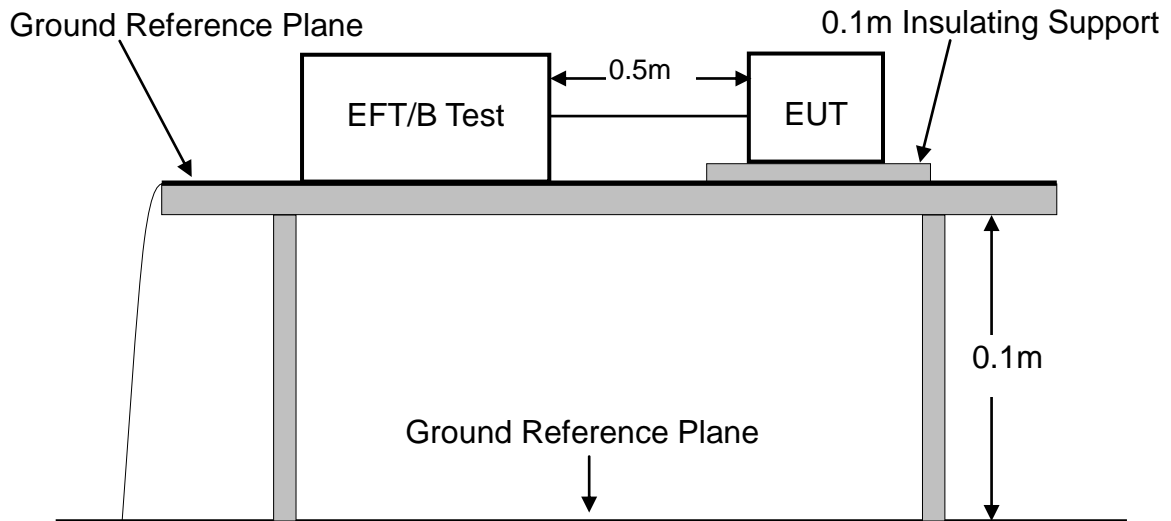 Ground Reference Plane
0.1m Insulating Support
0.5m
EFT/B Test
EUT
0.1m
Ground Reference Plane